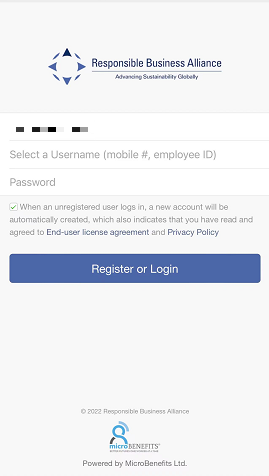 Responsible Business Alliance
Advancing Sustainability Globally
Select a Username (mobile #, employee ID)
Password
When an unregistered user logs in, a new account will be
automatically created, which also indicates that you have read and
agreed to End-user license agreement and Privacy Policy
Register or Login
© 2022 Responsible Business Alliance
microBENEFITS®
Powered by MicroBenefits Ltd.